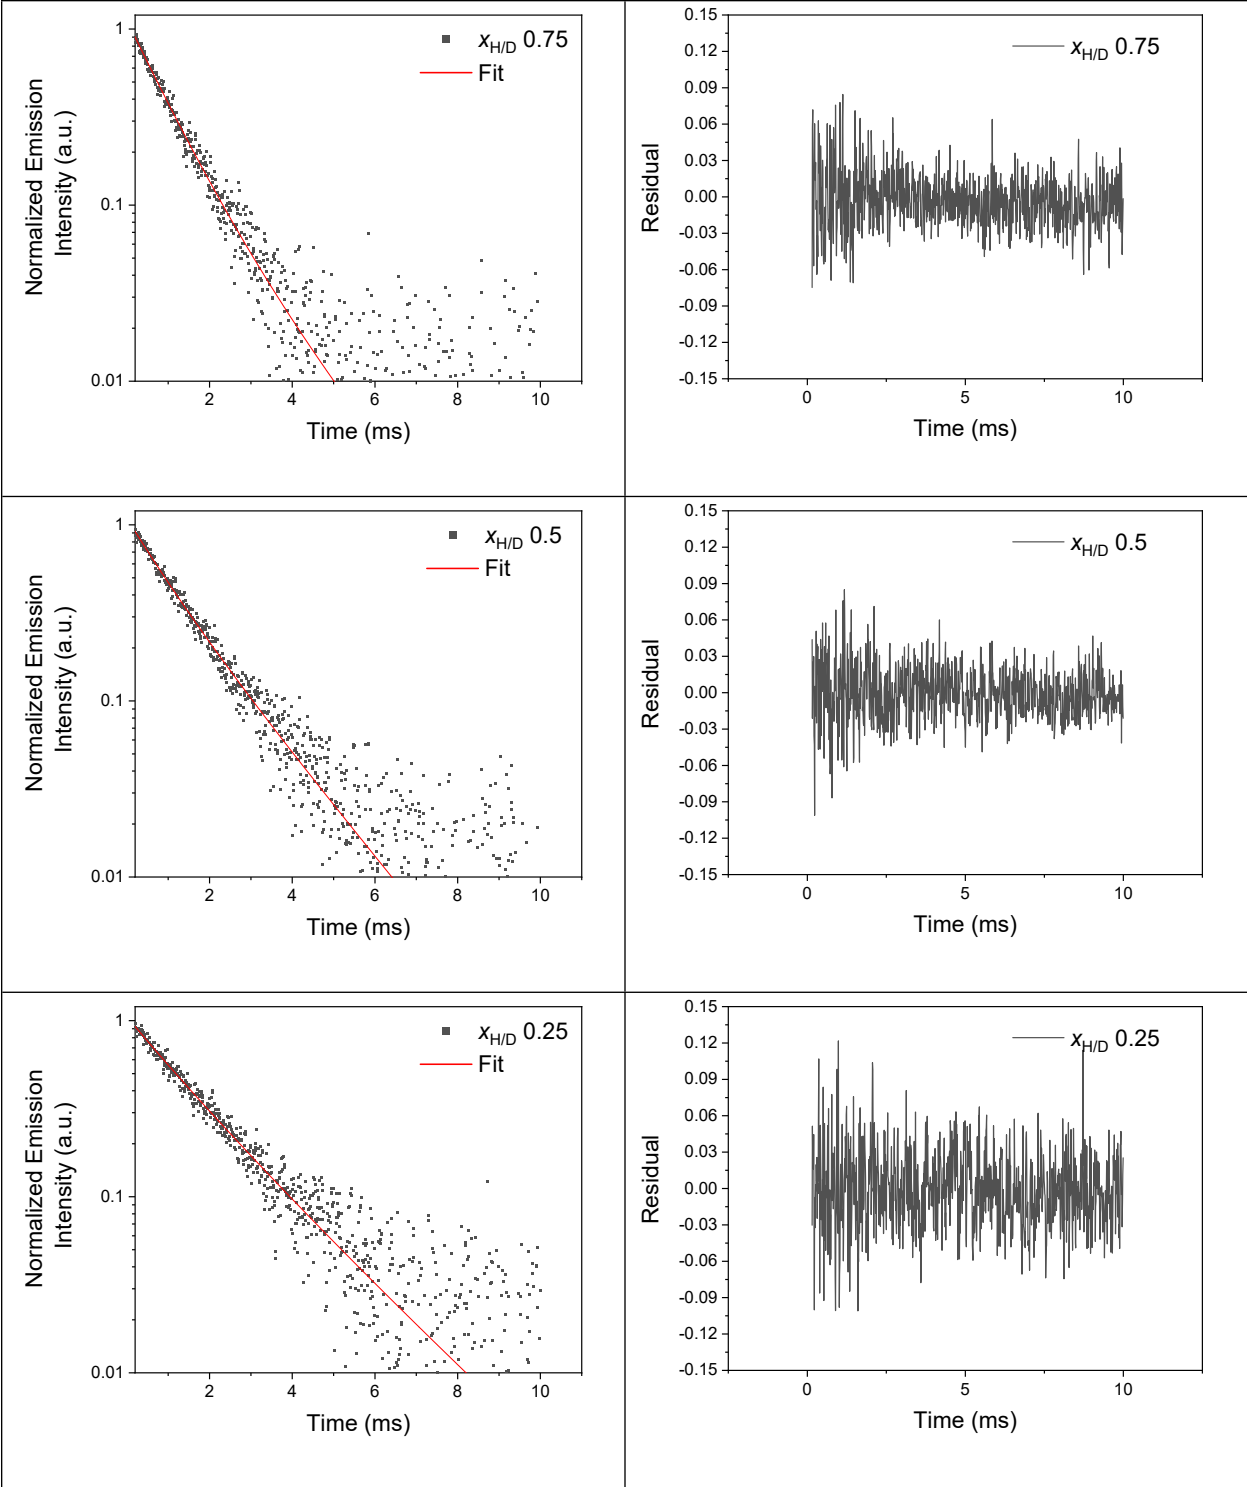 1
0.1
0.01
2
4
6
8
10
Normalized Emission
Intensity (a.u.)
Time (ms)
x_H/D 0.75
Fit
0.15
0.12
0.09
0.06
0.03
0.00
-0.03
-0.06
-0.09
-0.12
-0.15
0
5
10
Residual
Time (ms)
x_H/D 0.75
1
0.1
0.01
2
4
6
8
10
Normalized Emission
Intensity (a.u.)
Time (ms)
x_H/D 0.5
Fit
0.15
0.12
0.09
0.06
0.03
0.00
-0.03
-0.06
-0.09
-0.12
-0.15
0
5
10
Residual
Time (ms)
x_H/D 0.5
1
0.1
0.01
2
4
6
8
10
Normalized Emission
Intensity (a.u.)
Time (ms)
x_H/D 0.25
Fit
0.15
0.12
0.09
0.06
0.03
0.00
-0.03
-0.06
-0.09
-0.12
-0.15
0
5
10
Residual
Time (ms)
x_H/D 0.25